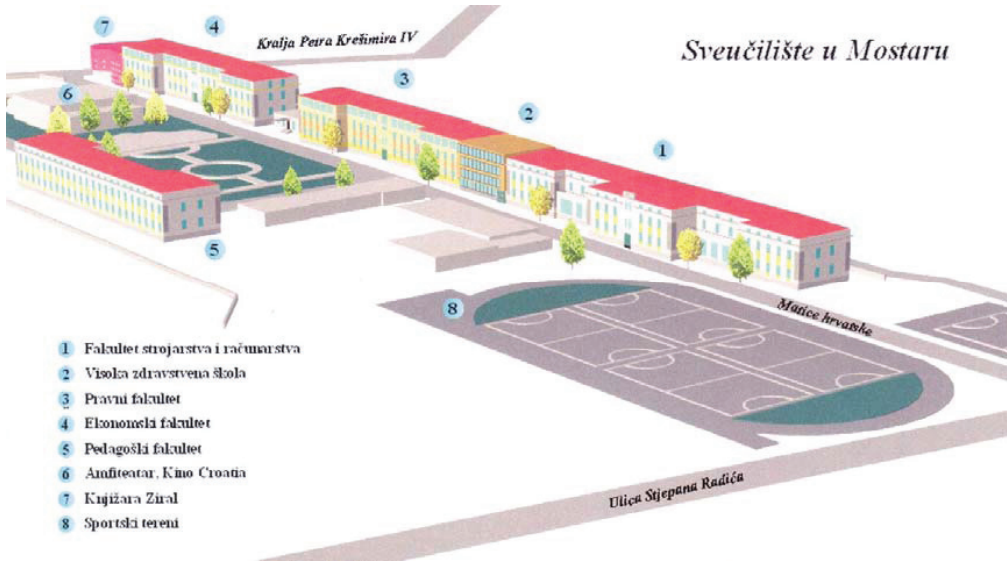 Sveučilište u Mostaru
Kralja Petra Krešimira IV
7
4
3
6
2
1
5
8
Matice hrvatske
Ulica Stjepana Radića
1 Fakultet strojarstva i računarstva
2 Visoka zdravstvena škola
3 Pravni fakultet
4 Ekonomski fakultet
5 Pedagoški fakultet
6 Amfiteatar, Kino Croatia
7 Knjižara Ziral
8 Sportski tereni